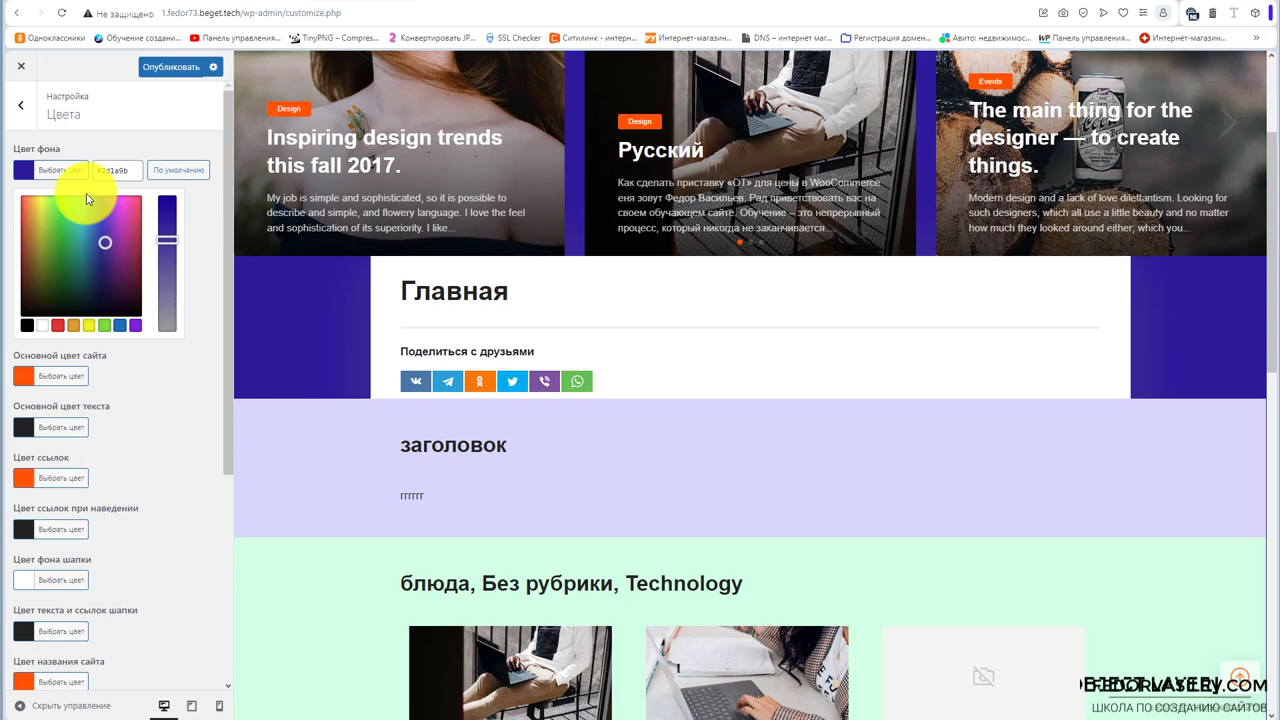 Не защищено
1.fedor73.beget.tech/wp-admin/customize.php
Одноклассники
Обучение создани...
Панель управления...
TinyPNG – Compres...
Конвертировать JP...
SSL Checker
Ситилинк - интерн...
Интернет-магазин...
DNS – интернет маг...
Регистрация домен...
Авито: недвижимос...
Панель управления...
Интернет-магазин...
Опубликовать
Настройка
Цвета
Цвет фона
Выбрать цвет
#2d1a9b
По умолчанию
Основной цвет сайта
Выбрать цвет
Основной цвет текста
Выбрать цвет
Цвет ссылок
Выбрать цвет
Цвет ссылок при наведении
Выбрать цвет
Цвет фона шапки
Выбрать цвет
Цвет текста и ссылок шапки
Выбрать цвет
Цвет названия сайта
Выбрать цвет
Скрыть управление
Design
Inspiring design trends
this fall 2017.
My job is simple and sophisticated, so it is possible to
describe and simple, and flowery language. I love the feel
and sophistication of its superiority. I like...
Design
Русский
Как сделать приставку «ОТ» для цены в WooCommerce
еня зовут Федор Васильев. Рад приветствовать вас на
своем обучающем сайте. Обучение – это непрерывный
процесс, который никогда не заканчивается....
Events
The main thing for the
designer — to create
things.
Modern design and a lack of love dilettantism. Looking for
such designers, which all use a little beauty and no matter
how much they looked around either; which you...
Главная
Поделиться с друзьями
заголовок
гггггг
блюда, Без рубрики, Technology
ШКОЛА ПО СОЗДАНИЮ САЙТОВ